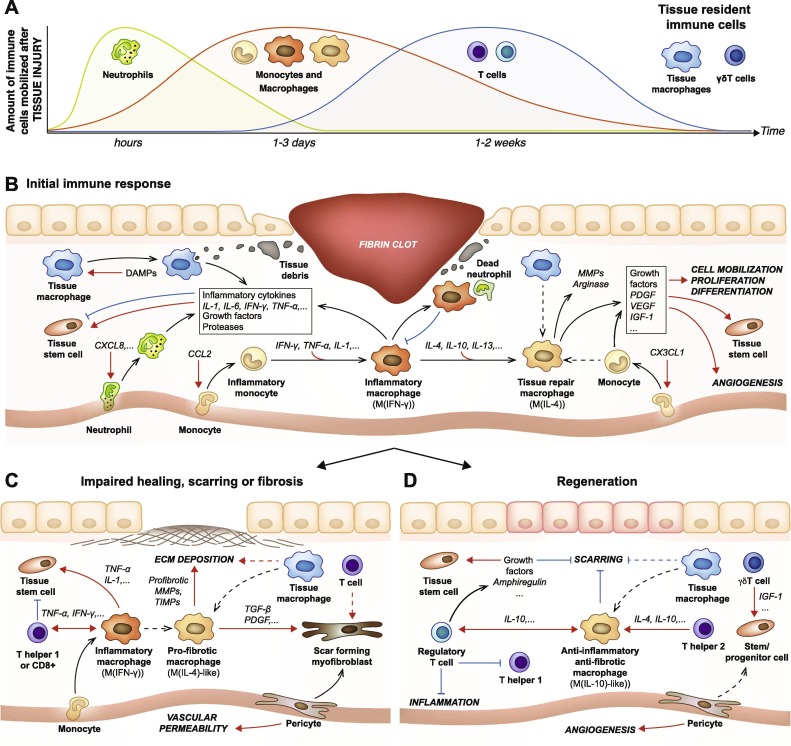 A
Amount of immune
cells mobilized after
TISSUE INJURY
Neutrophils
Monocytes and
Macrophages
T cells
Tissue resident
immune cells
Tissue
macrophages
γδT cells
hours
1-3 days
1-2 weeks
Time
B Initial immune response
FIBRIN CLOT
Tissue
macrophage
DAMPs
Tissue
debris
Dead
neutrophil
MMPs
Arginase
Growth
factors
PDGF
VEGF
IGF-1
...
CELL MOBILIZATION
PROLIFERATION
DIFFERENTIATION
Inflammatory cytokines
IL-1, IL-6, IFN-γ, TNF-α,...
Growth factors
Proteases
Tissue
stem cell
CXCL8,...
CCL2
IFN-γ, TNF-α, IL-1,...
IL-4, IL-10, IL-13,...
CX3CL1
Tissue
stem cell
ANGIOGENESIS
Neutrophil
Monocyte
Inflammatory
monocyte
Inflammatory
macrophage
(M(IFN-γ))
Tissue repair
macrophage
(M(IL-4))
Monocyte
C Impaired healing, scarring or fibrosis
Tissue
stem cell
TNF-α
IL-1,...
ECM DEPOSITION
Profibrotic
MMPs,
TIMPs
Tissue
macrophage
T cell
TNF-α, IFN-γ,...
TGF-β
PDGF,...
T helper 1
or CD8+
Inflammatory
macrophage
(M(IFN-γ))
Pro-fibrotic
macrophage
(M(IL-4)-like)
Scar forming
myofibroblast
Monocyte
VASCULAR
PERMEABILITY
Pericyte
D Regeneration
Tissue
stem cell
Growth
factors
Amphiregulin
...
SCARRING
Tissue
macrophage
γδT cell
IGF-1
...
IL-10,...
IL-4, IL-10,...
Regulatory
T cell
T helper 1
Anti-inflammatory
anti-fibrotic
macrophage
(M(IL-10)-like))
T helper 2
Stem/
progenitor cell
INFLAMMATION
ANGIOGENESIS
Pericyte